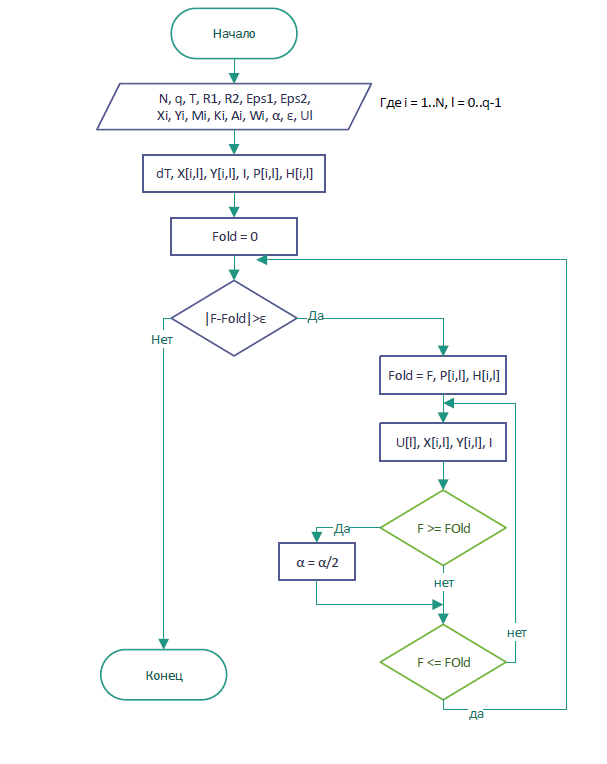 Начало
N, q, T, R1, R2, Eps1, Eps2,
Xi, Yi, Mi, Ki, Ai, Wi, α, ε, Ul
Где i = 1..N, l = 0..q-1
dT, X[i,l], Y[i,l], I, P[i,l], H[i,l]
Fold = 0
|F-Fold|>ε
Да
Нет
Fold = F, P[i,l], H[i,l]
U[l], X[i,l], Y[i,l], I
F >= FOld
Да
α = α/2
нет
F <= FOld
нет
да
Конец